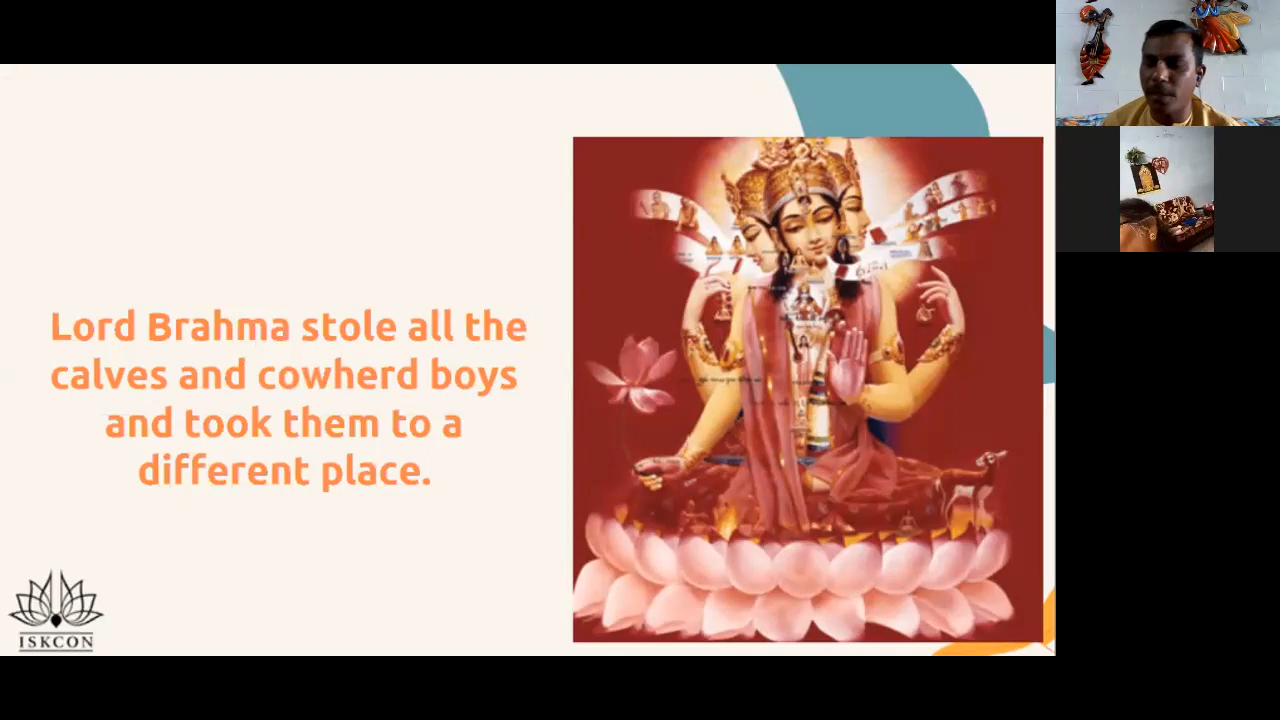 Lord Brahma stole all the
calves and cowherd boys
and took them to a
different place.
ISKCON